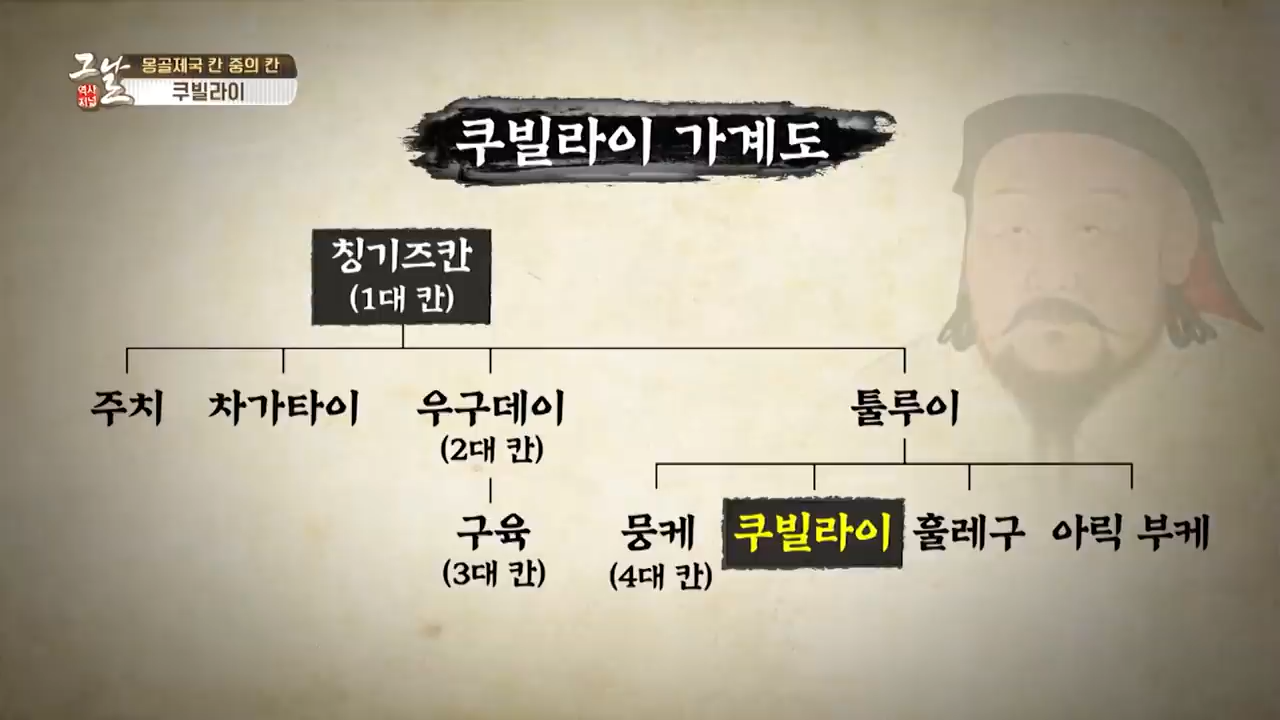 그날
역사
저널
몽골제국 칸 중의 칸
쿠빌라이
쿠빌라이 가계도
칭기즈칸
(1대 칸)
주치 차가타이 우구데이 툴루이
(2대 칸)
구육 뭉케 쿠빌라이 훌레구 아릭 부케
(3대 칸) (4대 칸)